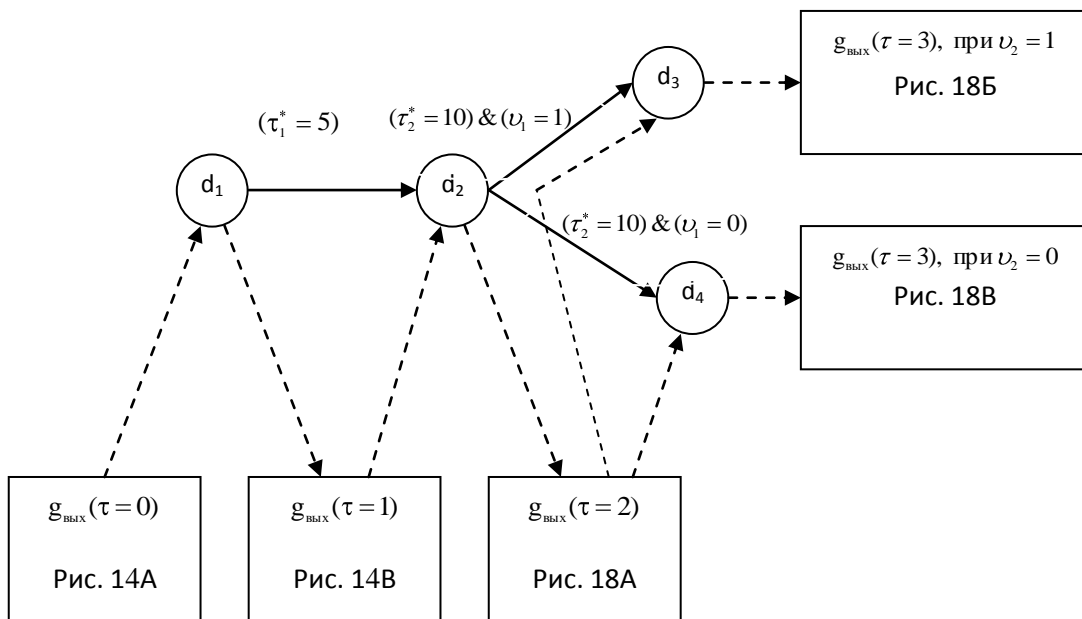 g_вых(τ = 3), при υ₂ = 1
Рис. 18Б
d₃
(τ₁* = 5)
(τ₂* = 10) & (υ₁ = 1)
d₁
d₂
(τ₂* = 10) & (υ₁ = 0)
g_вых(τ = 3), при υ₂ = 0
Рис. 18В
d₄
g_вых(τ = 0)
Рис. 14А
g_вых(τ = 1)
Рис. 14В
g_вых(τ = 2)
Рис. 18А